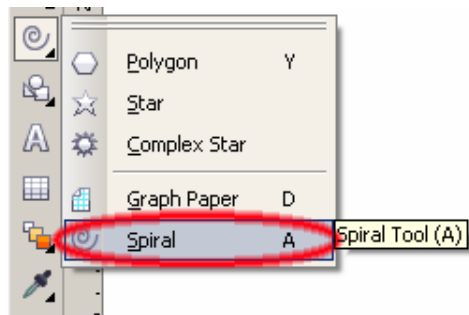 Polygon Y
Star
Complex Star
Graph Paper D
Spiral A
Spiral Tool (A)